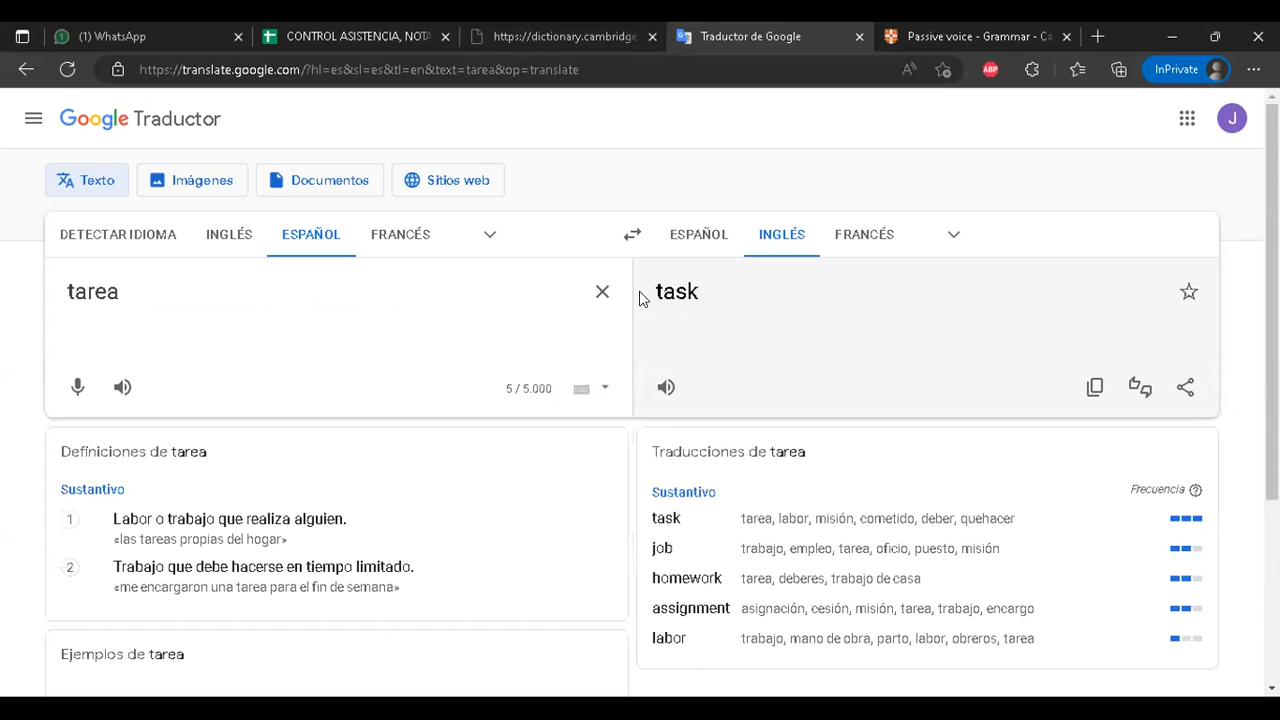 (1) WhatsApp
CONTROL ASISTENCIA, NOTA
https://dictionary.cambridge
Traductor de Google
Passive voice - Grammar - Ca
https://translate.google.com/?hl=es&sl=es&tl=en&text=tarea&op=translate
ABP
InPrivate
Google Traductor
J
Texto
Imágenes
Documentos
Sitios web
DETECTAR IDIOMA
INGLÉS
ESPAÑOL
FRANCÉS
ESPAÑOL
INGLÉS
FRANCÉS
tarea
task
5 / 5.000
Definiciones de tarea
Sustantivo
1 Labor o trabajo que realiza alguien.
«las tareas propias del hogar»
2 Trabajo que debe hacerse en tiempo limitado.
«me encargaron una tarea para el fin de semana»
Ejemplos de tarea
Traducciones de tarea
Sustantivo
Frecuencia
task tarea, labor, misión, cometido, deber, quehacer
job trabajo, empleo, tarea, oficio, puesto, misión
homework tarea, deberes, trabajo de casa
assignment asignación, cesión, misión, tarea, trabajo, encargo
labor trabajo, mano de obra, parto, labor, obreros, tarea